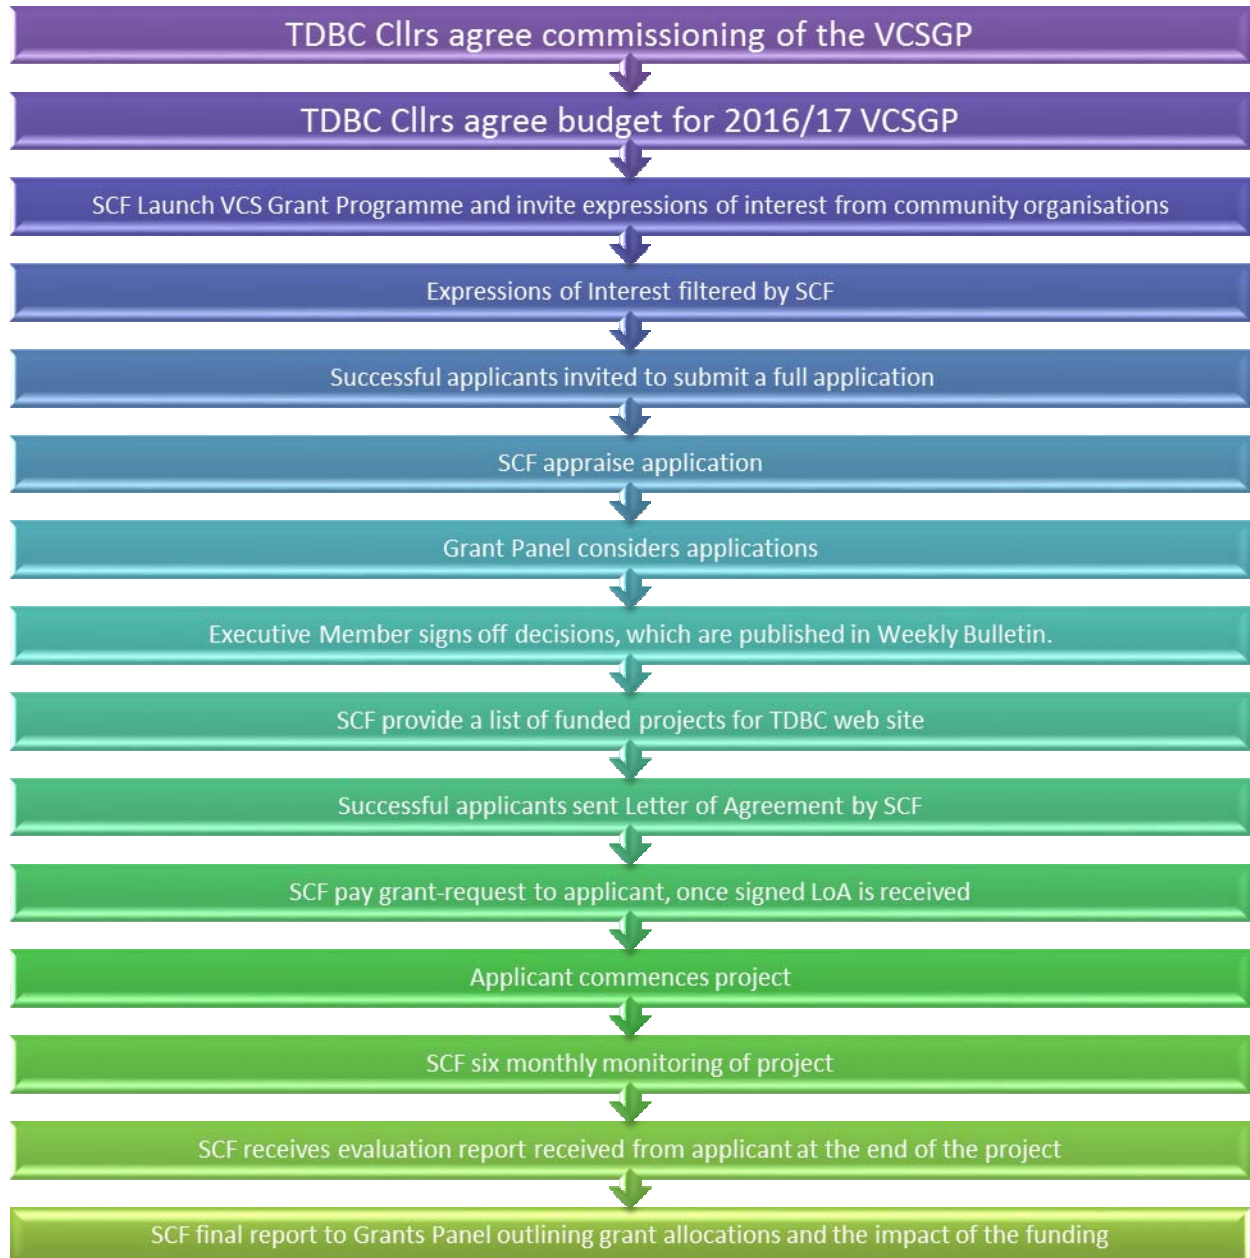 TDBC Cllrs agree commissioning of the VCSGP
TDBC Cllrs agree budget for 2016/17 VCSGP
SCF Launch VCS Grant Programme and invite expressions of interest from community organisations
Expressions of Interest filtered by SCF
Successful applicants invited to submit a full application
SCF appraise application
Grant Panel considers applications
Executive Member signs off decisions, which are published in Weekly Bulletin.
SCF provide a list of funded projects for TDBC web site
Successful applicants sent Letter of Agreement by SCF
SCF pay grant-request to applicant, once signed LoA is received
Applicant commences project
SCF six monthly monitoring of project
SCF receives evaluation report received from applicant at the end of the project
SCF final report to Grants Panel outlining grant allocations and the impact of the funding